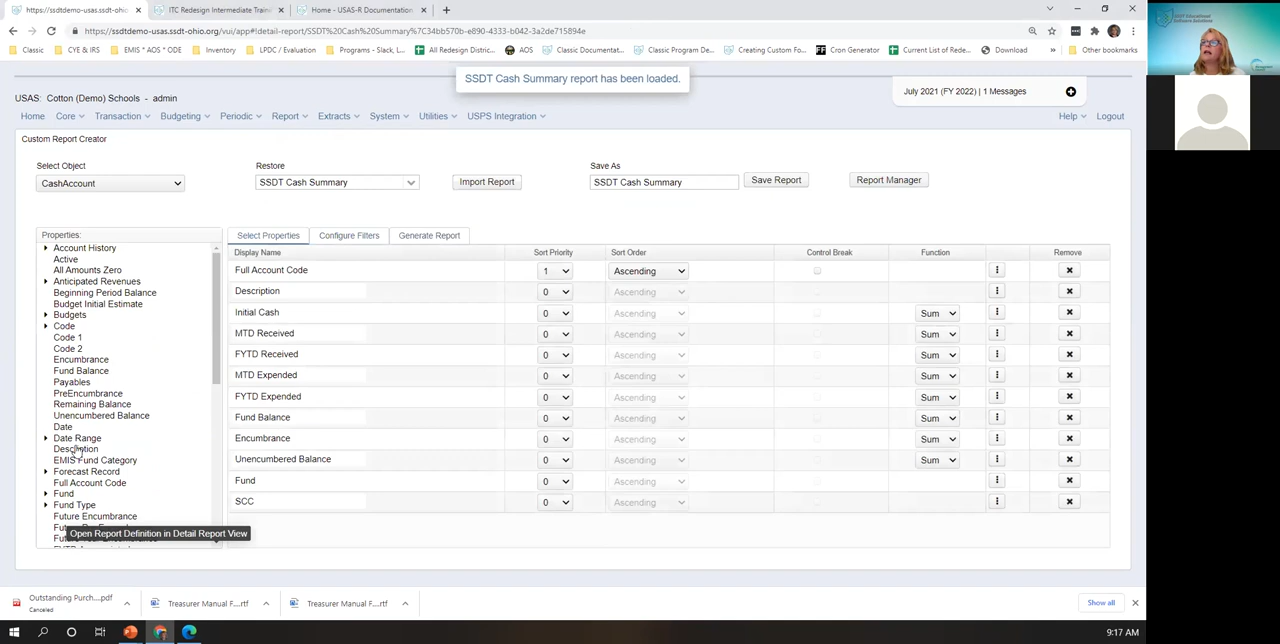 https://ssdtdemo-usas.ssdt-ohio.org/
ITC Redesign Intermediate Traini
Home - USAS-R Documentation
https://ssdtdemo-usas.ssdt-ohio.org/vui/app#!detail-report/SSDT%20Cash%20Summary%7C34bb570b-e890-4333-b042-3a2de715894e
Classic
CYE & IRS
EMIS * AOS * ODE
Inventory
LPDC / Evaluation
Programs - Slack, L...
All Redesign District...
AOS
Classic Documentat...
Classic Program De...
Creating Custom Fo...
Cron Generator
Current List of Rede...
Download
»
Other bookmarks
SSDT Cash Summary report has been loaded.
USAS: Cotton (Demo) Schools - admin
July 2021 (FY 2022) | 1 Messages
Home Core Transaction Budgeting Periodic Report Extracts System Utilities USPS Integration
Help Logout
Custom Report Creator
Select Object
Restore
Save As
CashAccount
SSDT Cash Summary
Import Report
SSDT Cash Summary
Save Report
Report Manager
Properties:
Select Properties
Configure Filters
Generate Report
Account History
Active
All Amounts Zero
Anticipated Revenues
Beginning Period Balance
Budget Initial Estimate
Budgets
Code
Code 1
Code 2
Encumbrance
Fund Balance
Payables
PreEncumbrance
Remaining Balance
Unencumbered Balance
Date
Date Range
Description
EMIS Fund Category
Forecast Record
Full Account Code
Fund
Fund Type
Future Encumbrance
Open Report Definition in Detail Report View
Display Name Sort Priority Sort Order Control Break Function Remove
Full Account Code 1 Ascending
Description 0 Ascending
Initial Cash 0 Ascending Sum
MTD Received 0 Ascending Sum
FYTD Received 0 Ascending Sum
MTD Expended 0 Ascending Sum
FYTD Expended 0 Ascending Sum
Fund Balance 0 Ascending Sum
Encumbrance 0 Ascending Sum
Unencumbered Balance 0 Ascending Sum
Fund 0 Ascending
SCC 0 Ascending
Outstanding Purch....pdf
Canceled
Treasurer Manual F....rtf
Treasurer Manual F....rtf
Show all
9:17 AM